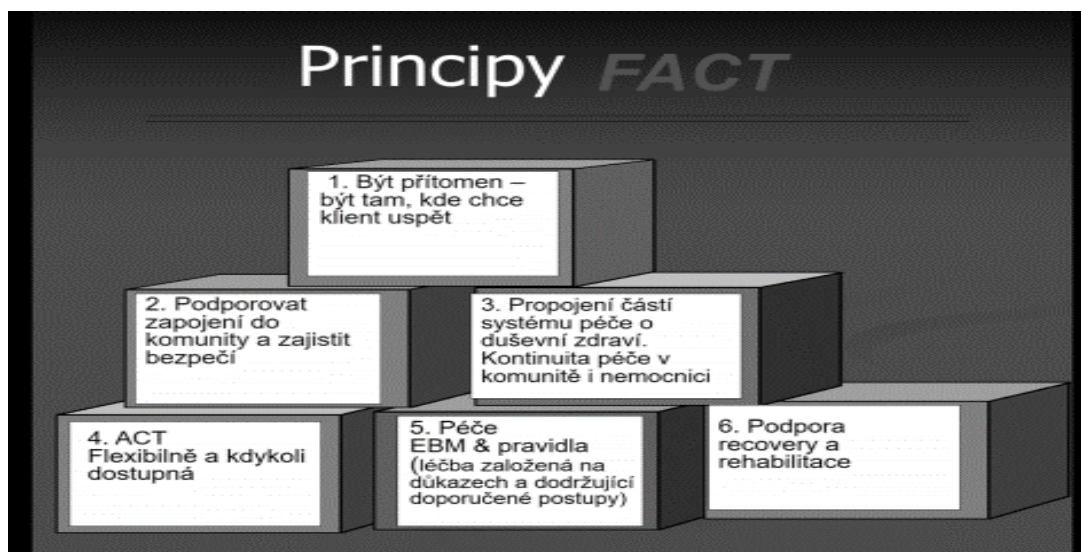 Principy FACT
1. Být přítomen –
být tam, kde chce
klient uspět
2. Podporovat
zapojení do
komunity a zajistit
bezpečí
3. Propojení částí
systému péče o
duševní zdraví.
Kontinuita péče v
komunitě i nemocnici
4. ACT
Flexibilně a kdykoli
dostupná
5. Péče
EBM & pravidla
(léčba založená na
důkazech a dodržující
doporučené postupy)
6. Podpora
recovery a
rehabilitace